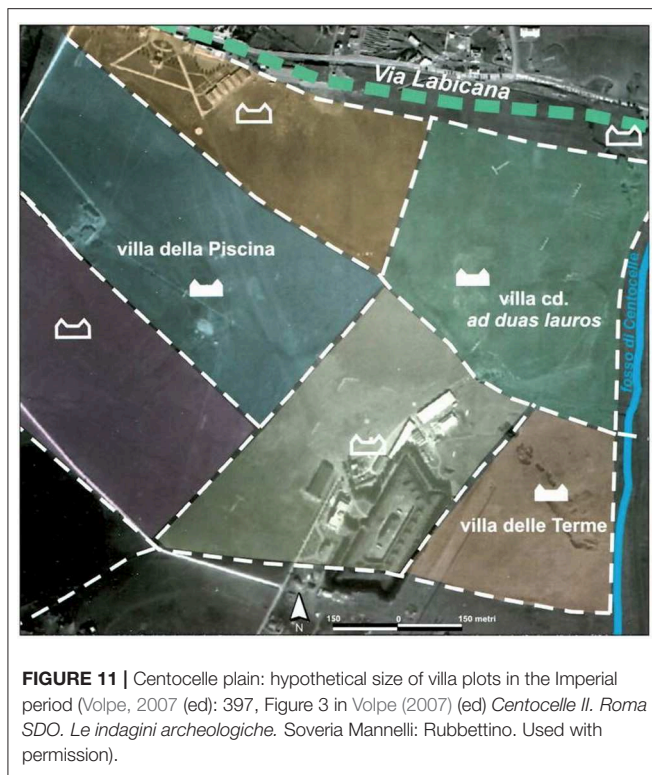 Via Labicana
villa della Piscina
villa cd.
ad duas lauros
fosso di Centocelle
villa delle Terme
N
150 0 150 metri
FIGURE 11 | Centocelle plain: hypothetical size of villa plots in the Imperial
period (Volpe, 2007 (ed): 397, Figure 3 in Volpe (2007) (ed) Centocelle II. Roma
SDO. Le indagini archeologiche. Soveria Mannelli: Rubbettino. Used with
permission).